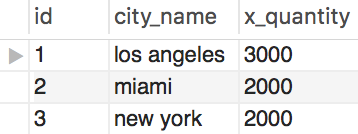 id city_name x_quantity
1 los angeles 3000
2 miami 2000
3 new york 2000